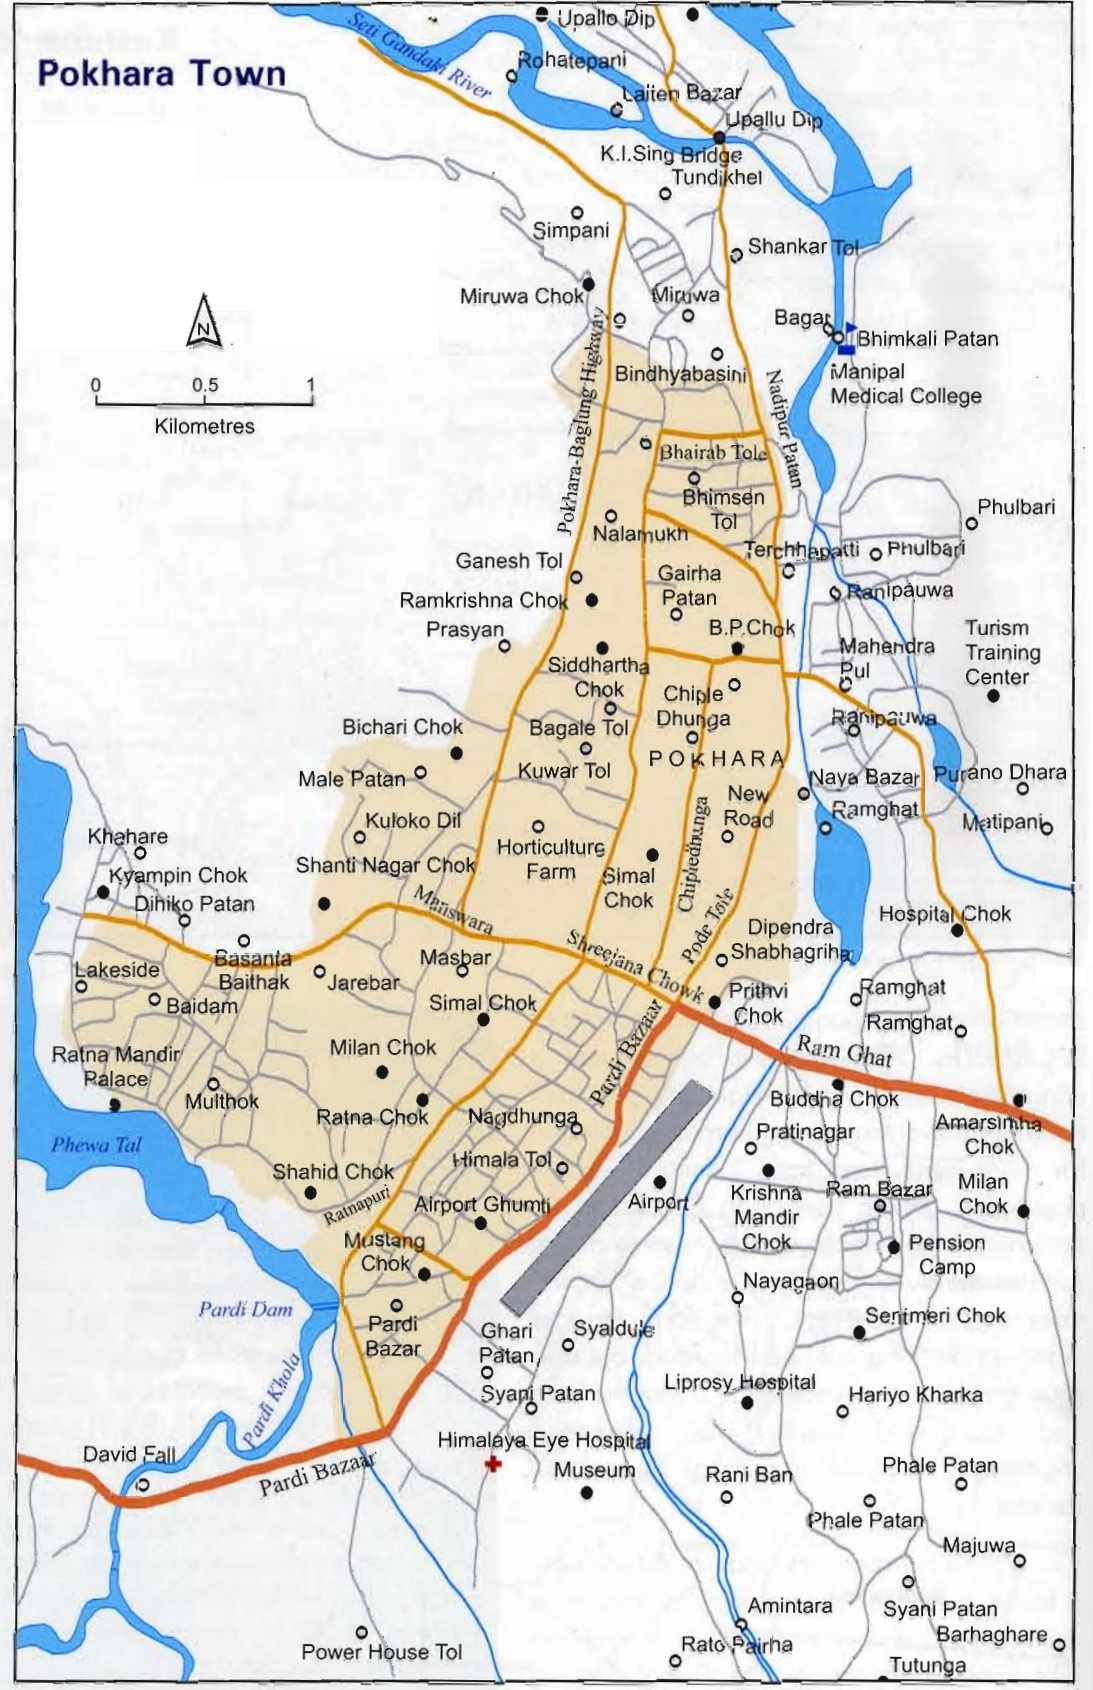 Pokhara Town
Seti Gandaki River
Upallo Dip
Rohatepani
Laiten Bazar
Upallu Dip
K.I.Sing Bridge
Tundikhel
Simpani
Shankar Tol
Miruwa Chok
Miruwa
Bagar
Bhimkali Patan
Manipal
Medical College
Bindhyabasini
N
0 0.5 1
Kilometres
Pokhara-Baglung Highway
Nadipur Patan
Bhairab Tole
Bhimsen
Tol
Nalamukh
Phulbari
Terchhapatti
Phulbari
Ganesh Tol
Gairha
Patan
Ranipauwa
Ramkrishna Chok
Prasyan
B.P.Chok
Turism
Training
Center
Mahendra
Pul
Siddhartha
Chok
Chiple
Dhunga
Ranipauwa
Bichari Chok
Bagale Tol
POKHARA
Male Patan
Kuwar Tol
Naya Bazar
Purano Dhara
New
Road
Ramghat
Matipani
Kuloko Dil
Khahare
Horticulture
Farm
Shanti Nagar Chok
Simal
Chok
Chipledhunga
Kyampin Chok
Dihiko Patan
Manswara
Pode Tole
Hospital Chok
Dipendra
Shabhagriha
Shreejana Chowk
Basanta
Baithak
Masbar
Lakeside
Jarebar
Baidam
Simal Chok
Prithvi
Chok
Ramghat
Ramghat
Ratna Mandir
Palace
Milan Chok
Pardi Bazaar
Ram Ghat
Multhok
Ratna Chok
Nagdhunga
Buddha Chok
Amarsinha
Chok
Phewa Tal
Pratinagar
Himala Tol
Shahid Chok
Ratnapuri
Airport Ghumti
Airport
Krishna
Mandir
Chok
Ram Bazar
Milan
Chok
Mustang
Chok
Pension
Camp
Pardi Dam
Nayagaon
Pardi
Bazar
Ghari
Patan
Syaldule
Senimeri Chok
Pardi Khola
Syani Patan
Liprosy Hospital
Hariyo Kharka
David Fall
Pardi Bazaar
Himalaya Eye Hospital
Museum
Rani Ban
Phale Patan
Phale Patan
Majuwa
Amintara
Syani Patan
Barhaghare
Power House Tol
Rato Pairha
Tutunga